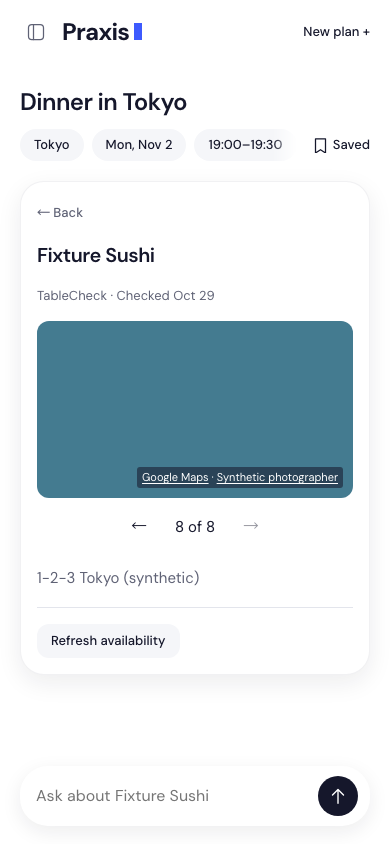 Praxis
New plan +
Dinner in Tokyo
Tokyo
Mon, Nov 2
19:00–19:30
Saved
← Back
Fixture Sushi
TableCheck · Checked Oct 29
Google Maps · Synthetic photographer
← 8 of 8 →
1-2-3 Tokyo (synthetic)
Refresh availability
Ask about Fixture Sushi